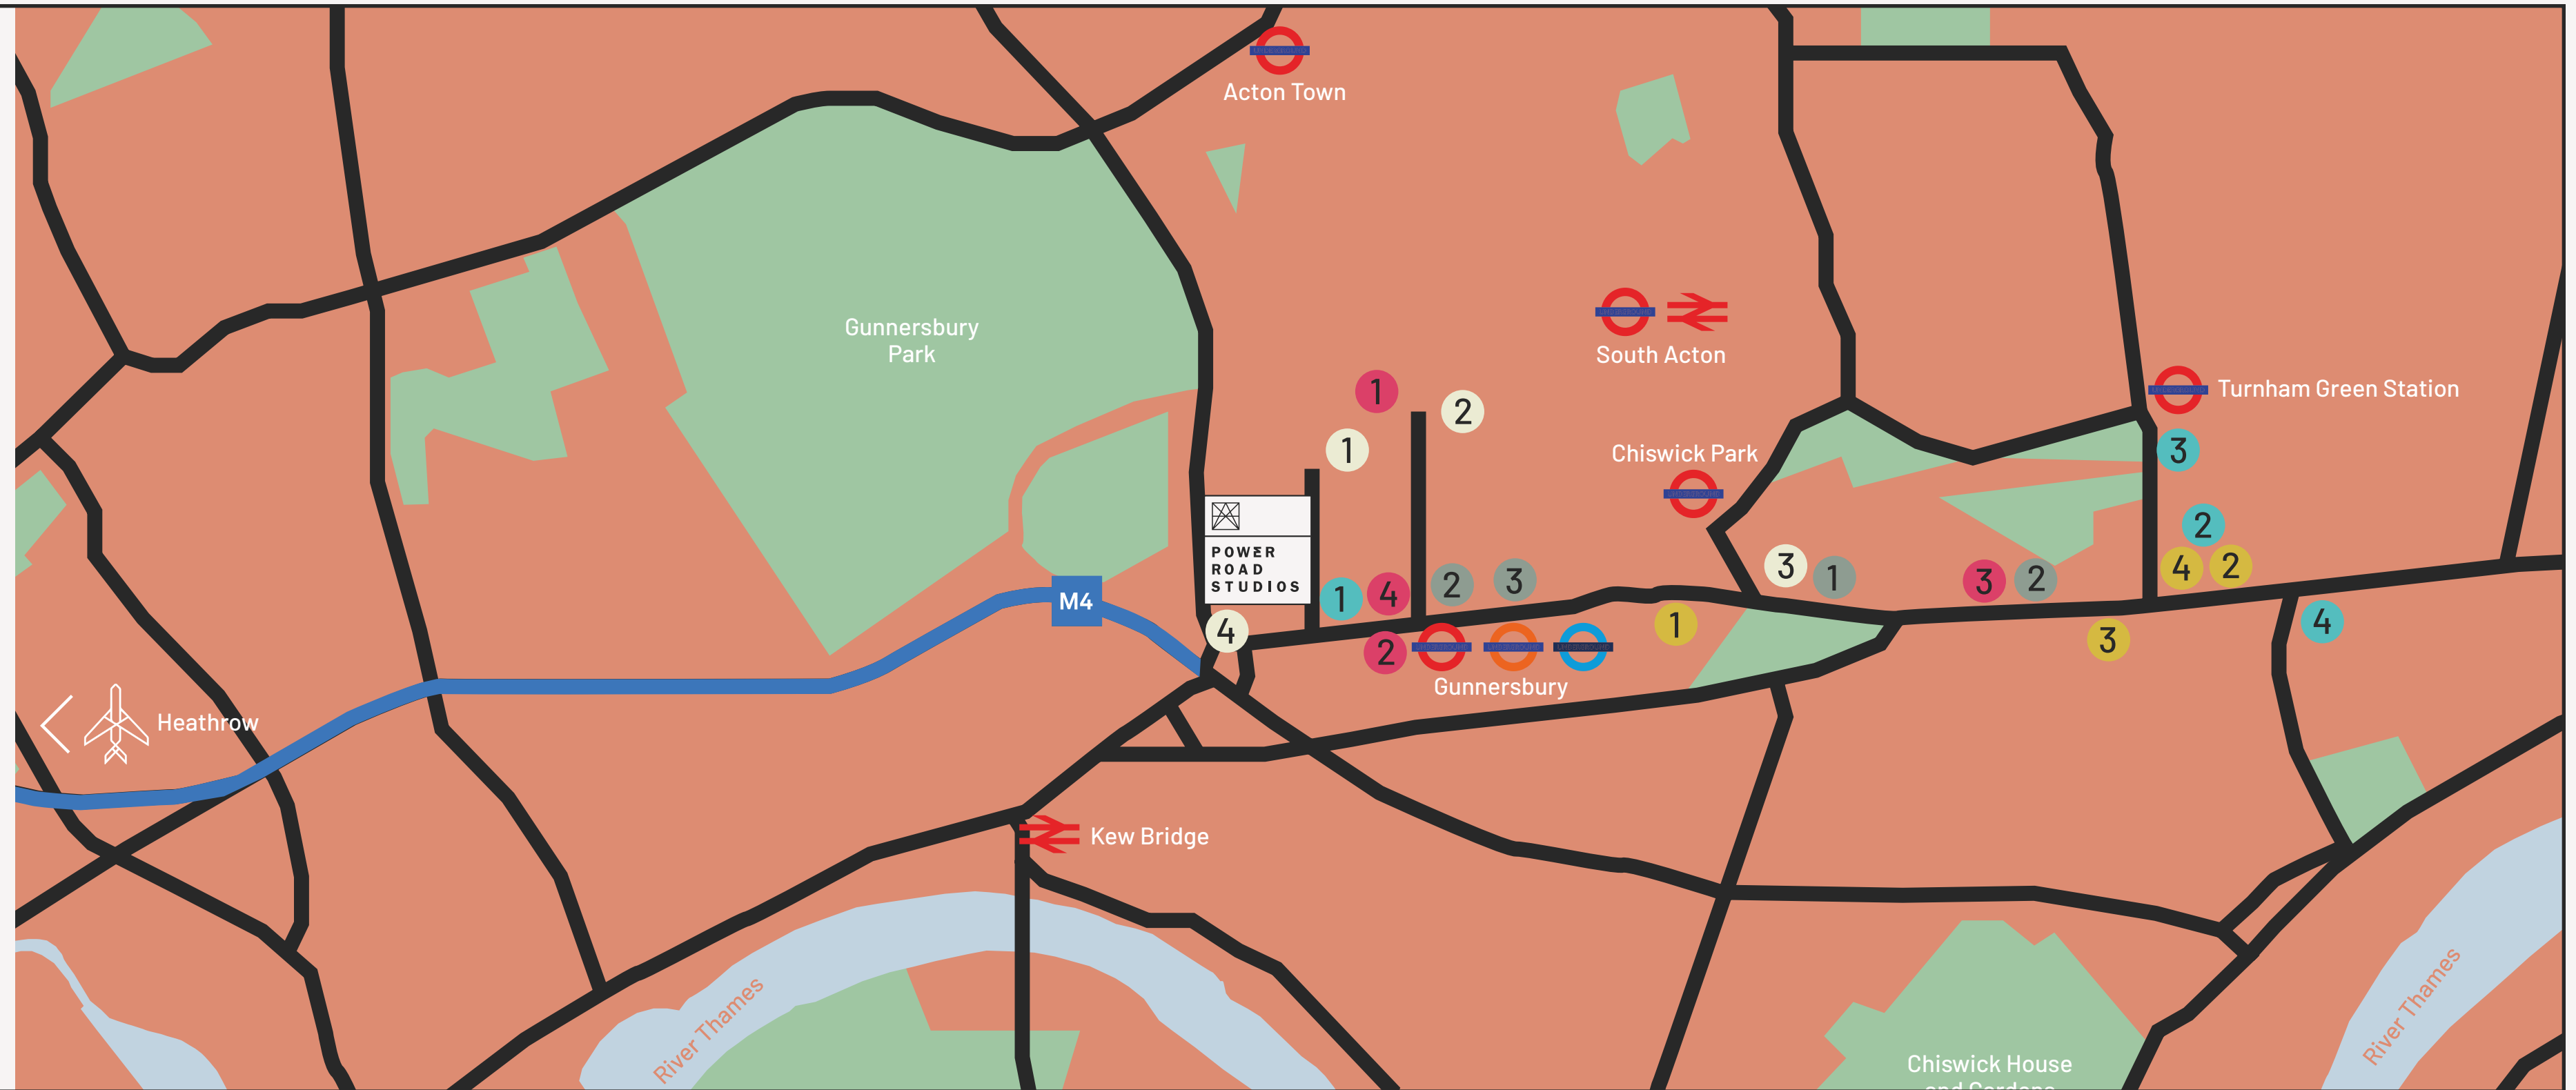 Acton Town
Gunnersbury
Park
South Acton
Turnham Green Station
1
2
1
Chiswick Park
3
POWER
ROAD
STUDIOS
M4
1
4
2
3
3
1
3
2
2
4
2
4
1
4
3
2
Gunnersbury
Heathrow
Kew Bridge
River Thames
River Thames
Chiswick House
and Gardens